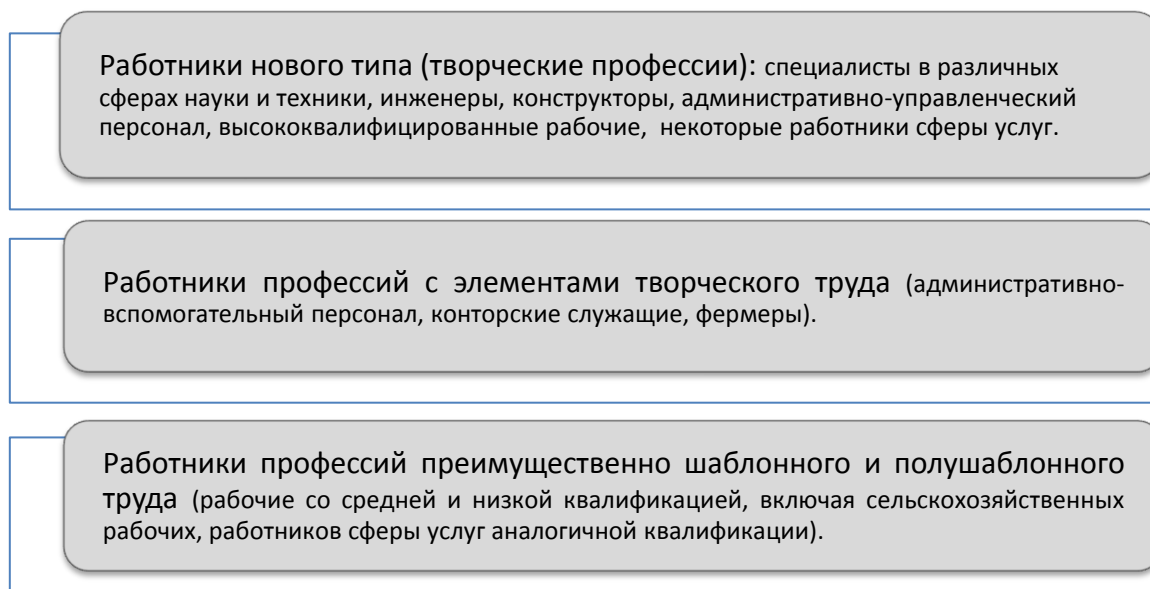 Работники нового типа (творческие профессии): специалисты в различных
сферах науки и техники, инженеры, конструкторы, административно-управленческий
персонал, высококвалифицированные рабочие, некоторые работники сферы услуг.
Работники профессий с элементами творческого труда (административно-
вспомогательный персонал, конторские служащие, фермеры).
Работники профессий преимущественно шаблонного и полушаблонного
труда (рабочие со средней и низкой квалификацией, включая сельскохозяйственных
рабочих, работников сферы услуг аналогичной квалификации).